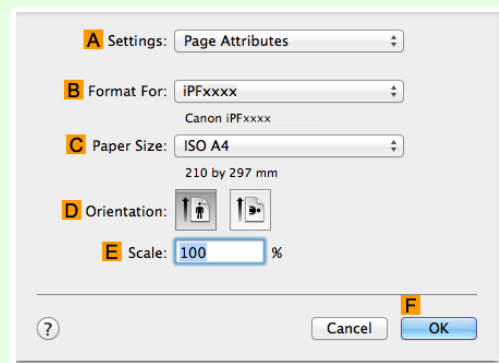 A Settings: Page Attributes
B Format For: iPFxxxx
Canon iPFxxxx
C Paper Size: ISO A4
210 by 297 mm
D Orientation:
E Scale: 100 %
F
? Cancel OK